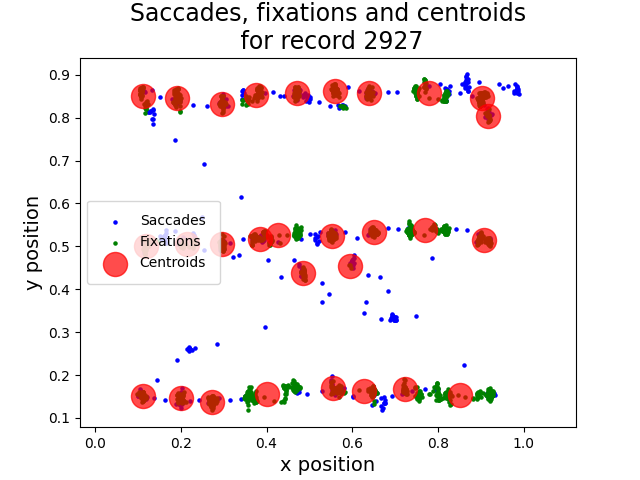 Saccades, fixations and centroids
for record 2927
0.9
0.8
0.7
0.6
0.5
0.4
0.3
0.2
0.1
y position
Saccades
Fixations
Centroids
0.0 0.2 0.4 0.6 0.8 1.0
x position